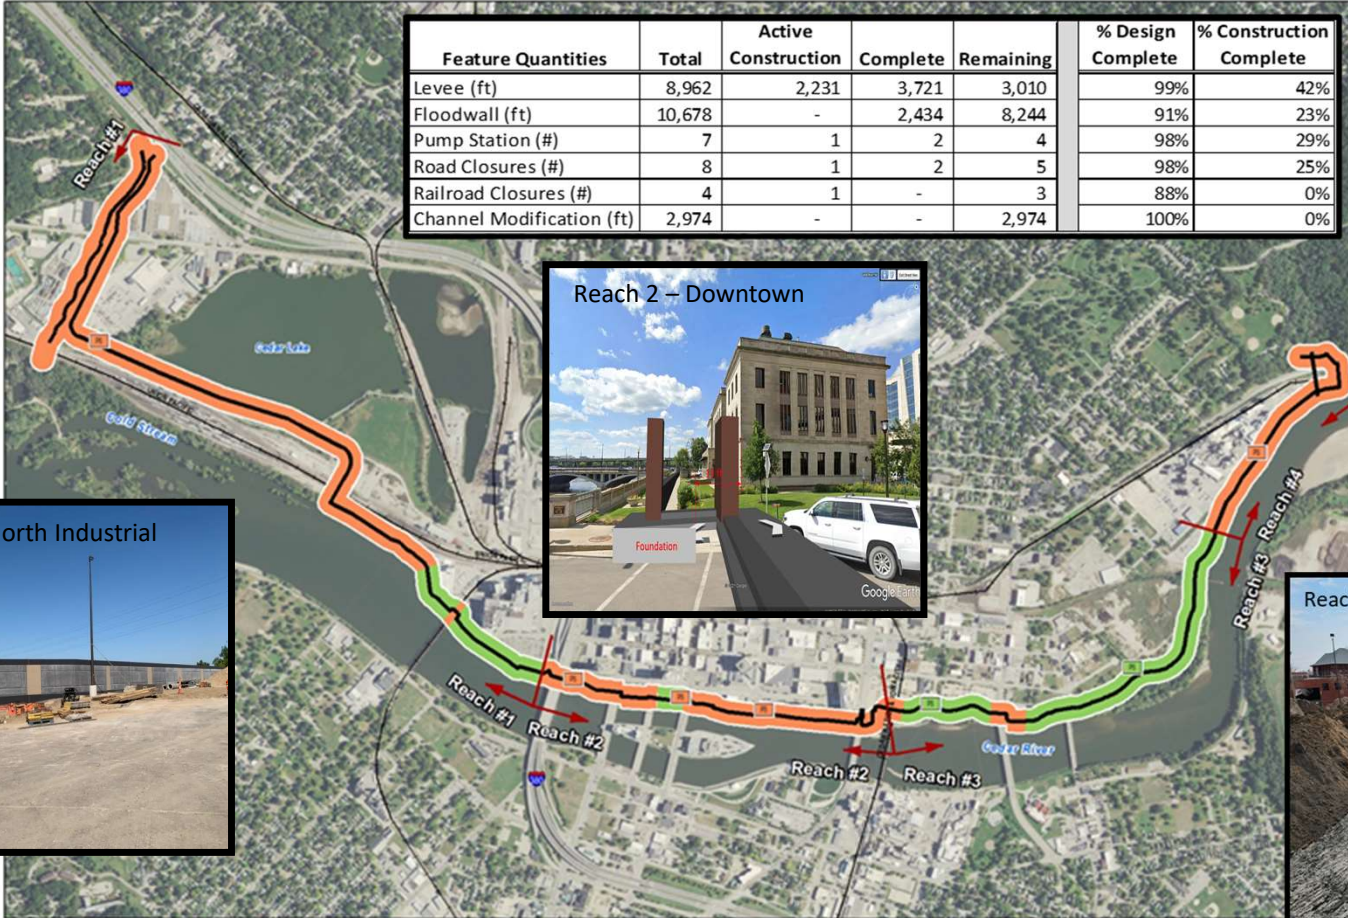 Feature Quantities Total Active Construction Complete Remaining % Design Complete % Construction Complete
Levee (ft) 8,962 2,231 3,721 3,010 99% 42%
Floodwall (ft) 10,678 - 2,434 8,244 91% 23%
Pump Station (#) 7 1 2 4 98% 29%
Road Closures (#) 8 1 2 5 98% 25%
Railroad Closures (#) 4 1 - 3 88% 0%
Channel Modification (ft) 2,974 - - 2,974 100% 0%
Reach #1
Cedar Lake
Cold Stream
Reach 2 – Downtown
Foundation
Google Earth
orth Industrial
Reach #4
Reach #3
Reac
Reach #1
Reach #2
Reach #2
Reach #3
Cedar River